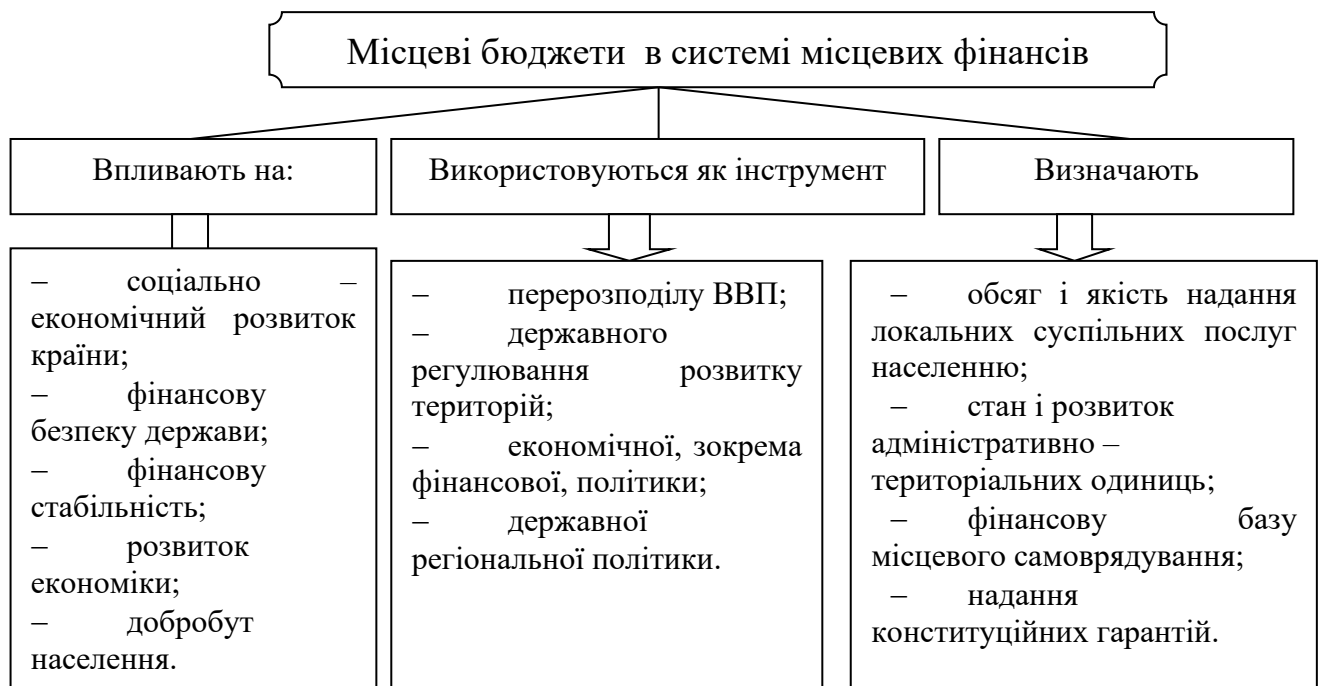 Місцеві бюджети в системі місцевих фінансів
Впливають на:
– соціально –
економічний розвиток
країни;
– фінансову
безпеку держави;
– фінансову
стабільність;
– розвиток
економіки;
– добробут
населення.
Використовуються як інструмент
– перерозподілу ВВП;
– державного
регулювання розвитку
територій;
– економічної, зокрема
фінансової, політики;
– державної
регіональної політики.
Визначають
– обсяг і якість надання
локальних суспільних послуг
населенню;
– стан і розвиток
адміністративно –
територіальних одиниць;
– фінансову базу
місцевого самоврядування;
– надання
конституційних гарантій.